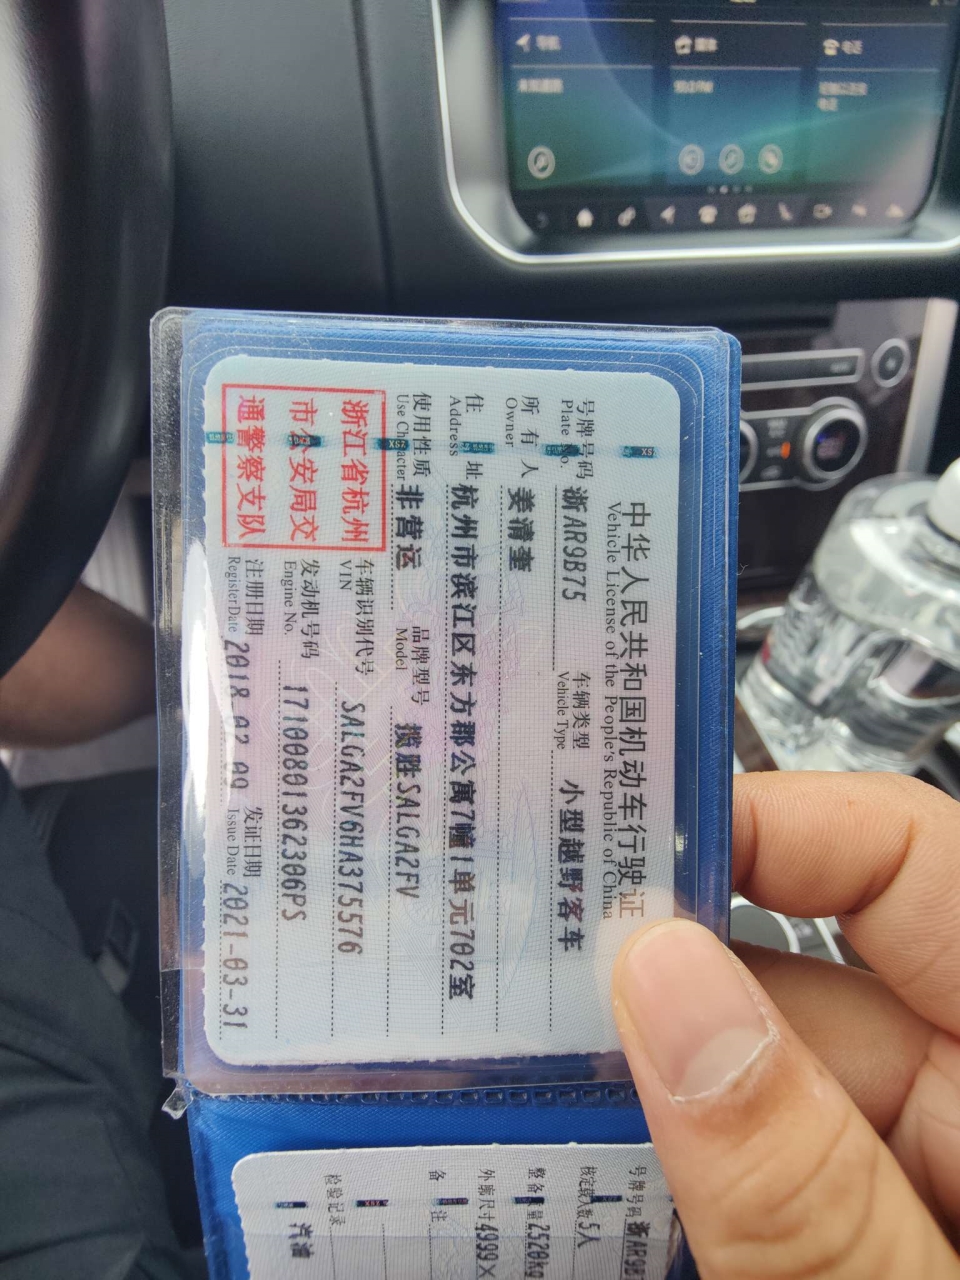 中华人民共和国机动车行驶证
Vehicle License of the People's Republic of China
号牌号码 浙AR9B75 车辆类型 小型越野客车
Plate No. Vehicle Type
所有人 姜清奎
Owner
住址 杭州市滨江区东方郡公寓7幢1单元702室
Address
使用性质 非营运 品牌型号 揽胜SALGA2FV
Use Character Model
浙江省杭州
市公安局交
通警察支队
车辆识别代号 SALGA2FV6HA375576
VIN
发动机号码 17100801362306PS
Engine No.
注册日期 2018-02-09 发证日期 2021-03-31
Register Date Issue Date
号牌号码 浙AR9B
核定载人数 5人
整备质量 2520kg
外廓尺寸 4999×
备注
检验记录
汽油
导航
媒体
电话